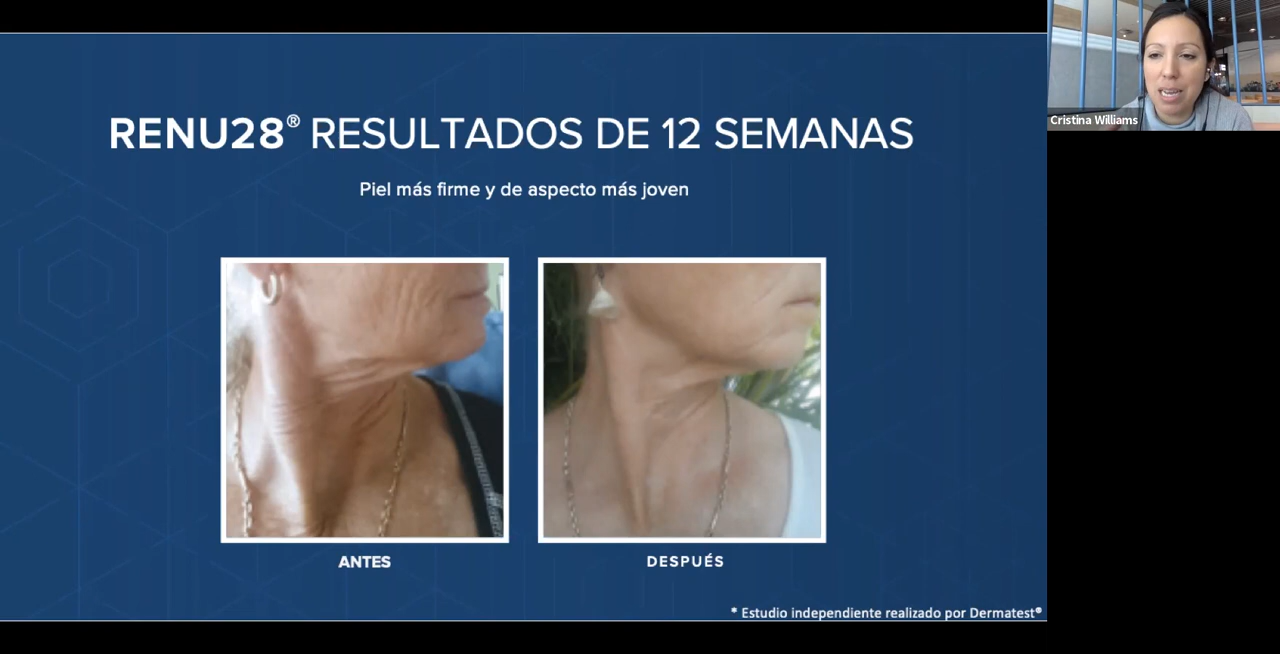 RENU28® RESULTADOS DE 12 SEMANAS
Piel más firme y de aspecto más joven
ANTES
DESPUÉS
* Estudio independiente realizado por Dermatest®
Cristina Williams